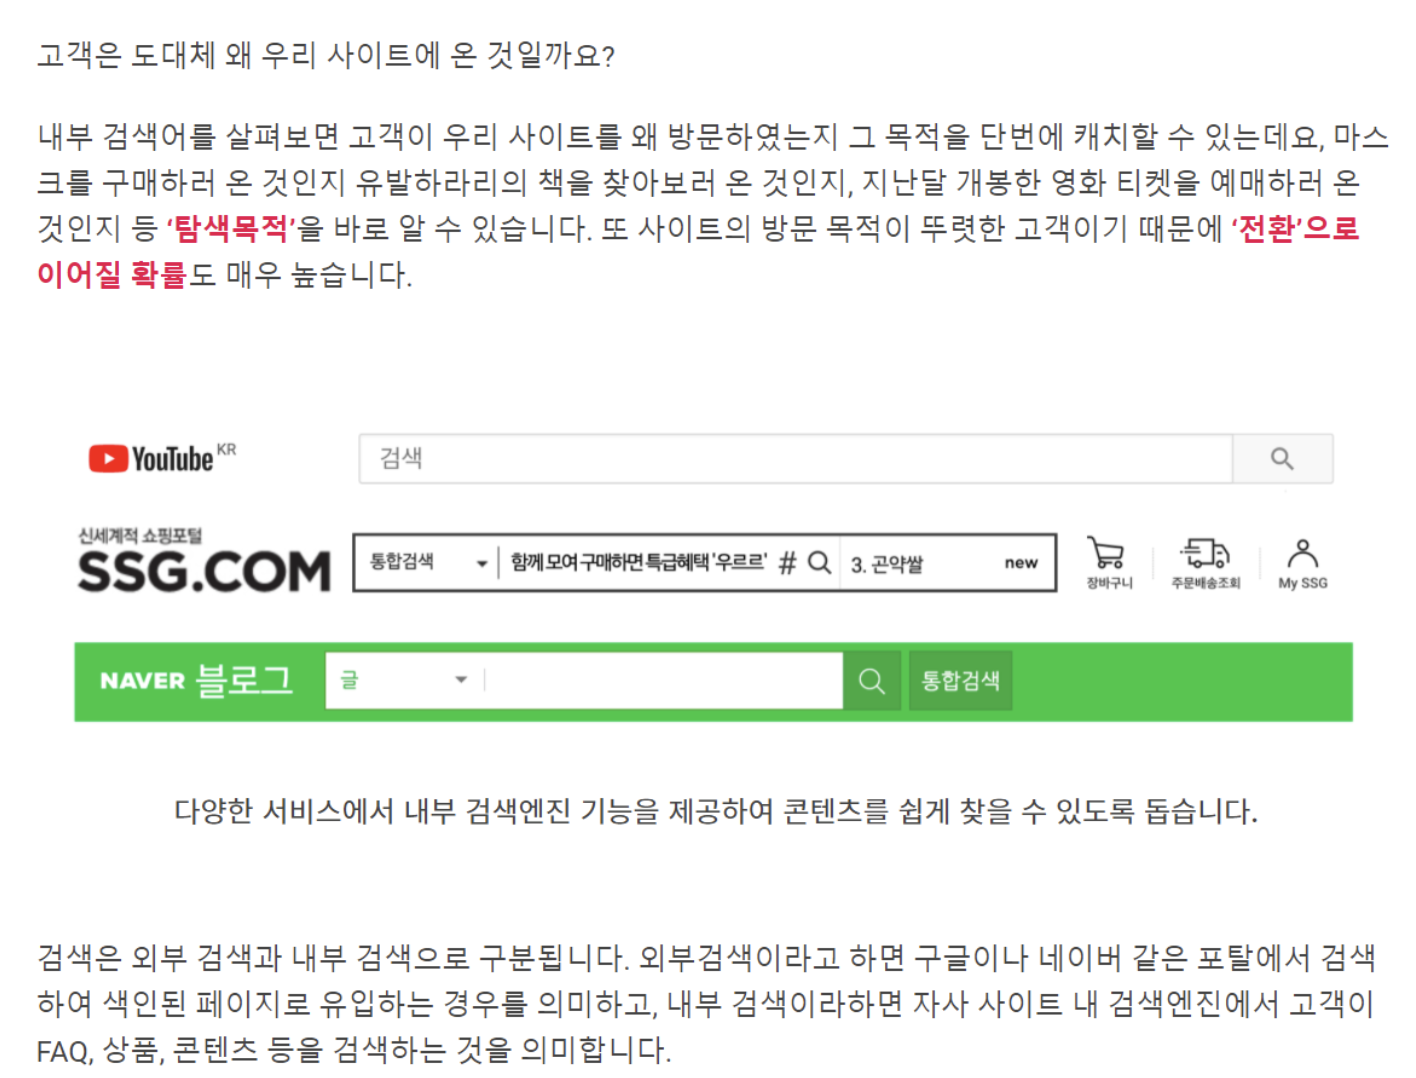 고객은 도대체 왜 우리 사이트에 온 것일까요?
내부 검색어를 살펴보면 고객이 우리 사이트를 왜 방문하였는지 그 목적을 단번에 캐치할 수 있는데요, 마스
크를 구매하러 온 것인지 유발하라리의 책을 찾아보러 온 것인지, 지난달 개봉한 영화 티켓을 예매하러 온
것인지 등 ‘탐색목적’을 바로 알 수 있습니다. 또 사이트의 방문 목적이 뚜렷한 고객이기 때문에 ‘전환’으로
이어질 확률도 매우 높습니다.
YouTube KR 검색
신세계적 쇼핑포털
SSG.COM 통합검색 함께 모여 구매하면 특급혜택 '우르르' # 3. 곤약쌀 new
장바구니 주문배송조회 My SSG
NAVER 블로그 글 통합검색
다양한 서비스에서 내부 검색엔진 기능을 제공하여 콘텐츠를 쉽게 찾을 수 있도록 돕습니다.
검색은 외부 검색과 내부 검색으로 구분됩니다. 외부검색이라고 하면 구글이나 네이버 같은 포탈에서 검색
하여 색인된 페이지로 유입하는 경우를 의미하고, 내부 검색이라하면 자사 사이트 내 검색엔진에서 고객이
FAQ, 상품, 콘텐츠 등을 검색하는 것을 의미합니다.